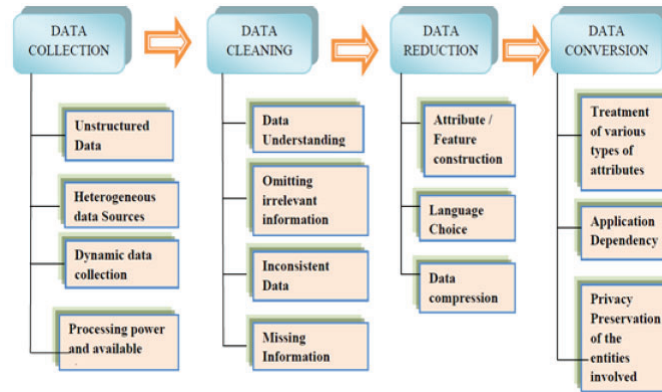 DATA
COLLECTION
Unstructured
Data
Heterogeneous
data Sources
Dynamic data
collection
Processing power
and available
DATA
CLEANING
Data
Understanding
Omitting
irrelevant
information
Inconsistent
Data
Missing
Information
DATA
REDUCTION
Attribute /
Feature
construction
Language
Choice
Data
compression
DATA
CONVERSION
Treatment
of various
types of
attributes
Application
Dependency
Privacy
Preservation
of the
entities
involved